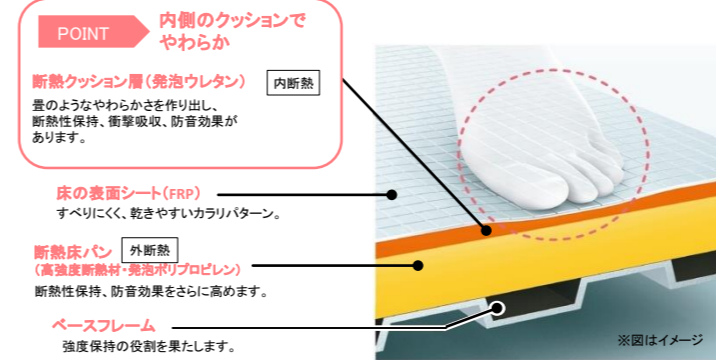 POINT
内側のクッションで
やわらか
断熱クッション層(発泡ウレタン) 内断熱
畳のようなやわらかさを作り出し、
断熱性保持、衝撃吸収、防音効果が
あります。
床の表面シート(FRP)
すべりにくく、乾きやすいカラリパターン。
断熱床パン 外断熱
(高強度断熱材・発泡ポリプロピレン)
断熱性保持、防音効果をさらに高めます。
ベースフレーム
強度保持の役割を果たします。
※図はイメージ